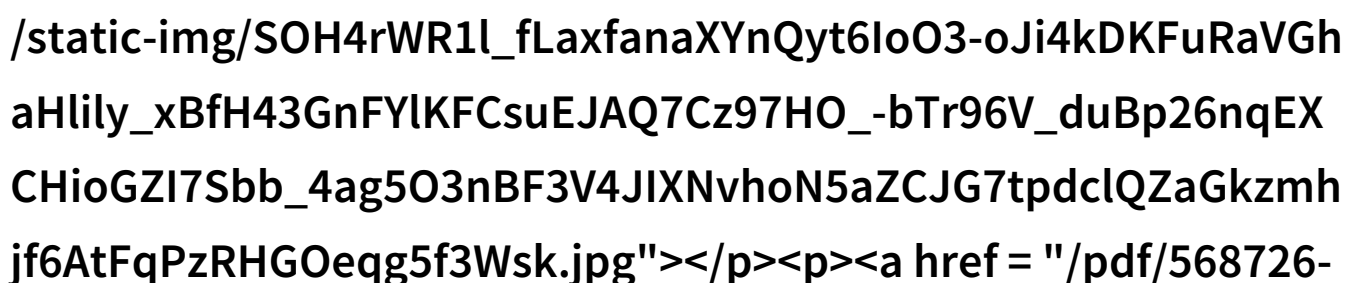 /static-img/SOH4rWR1l_fLaxfanaXYnQyt6IoO3-oJi4kDKFuRaVGh
aHlily_xBfH43GnFYlKFCsuEJAQ7Cz97HO_-bTr96V_duBp26nqEX
CHioGZI7Sbb_4ag5O3nBF3V4JIXNvhoN5aZCJG7tpdclQZaGkzmh
jf6AtFqPzRHGOeqg5f3Wsk.jpg"></p><p><a href = "/pdf/568726-